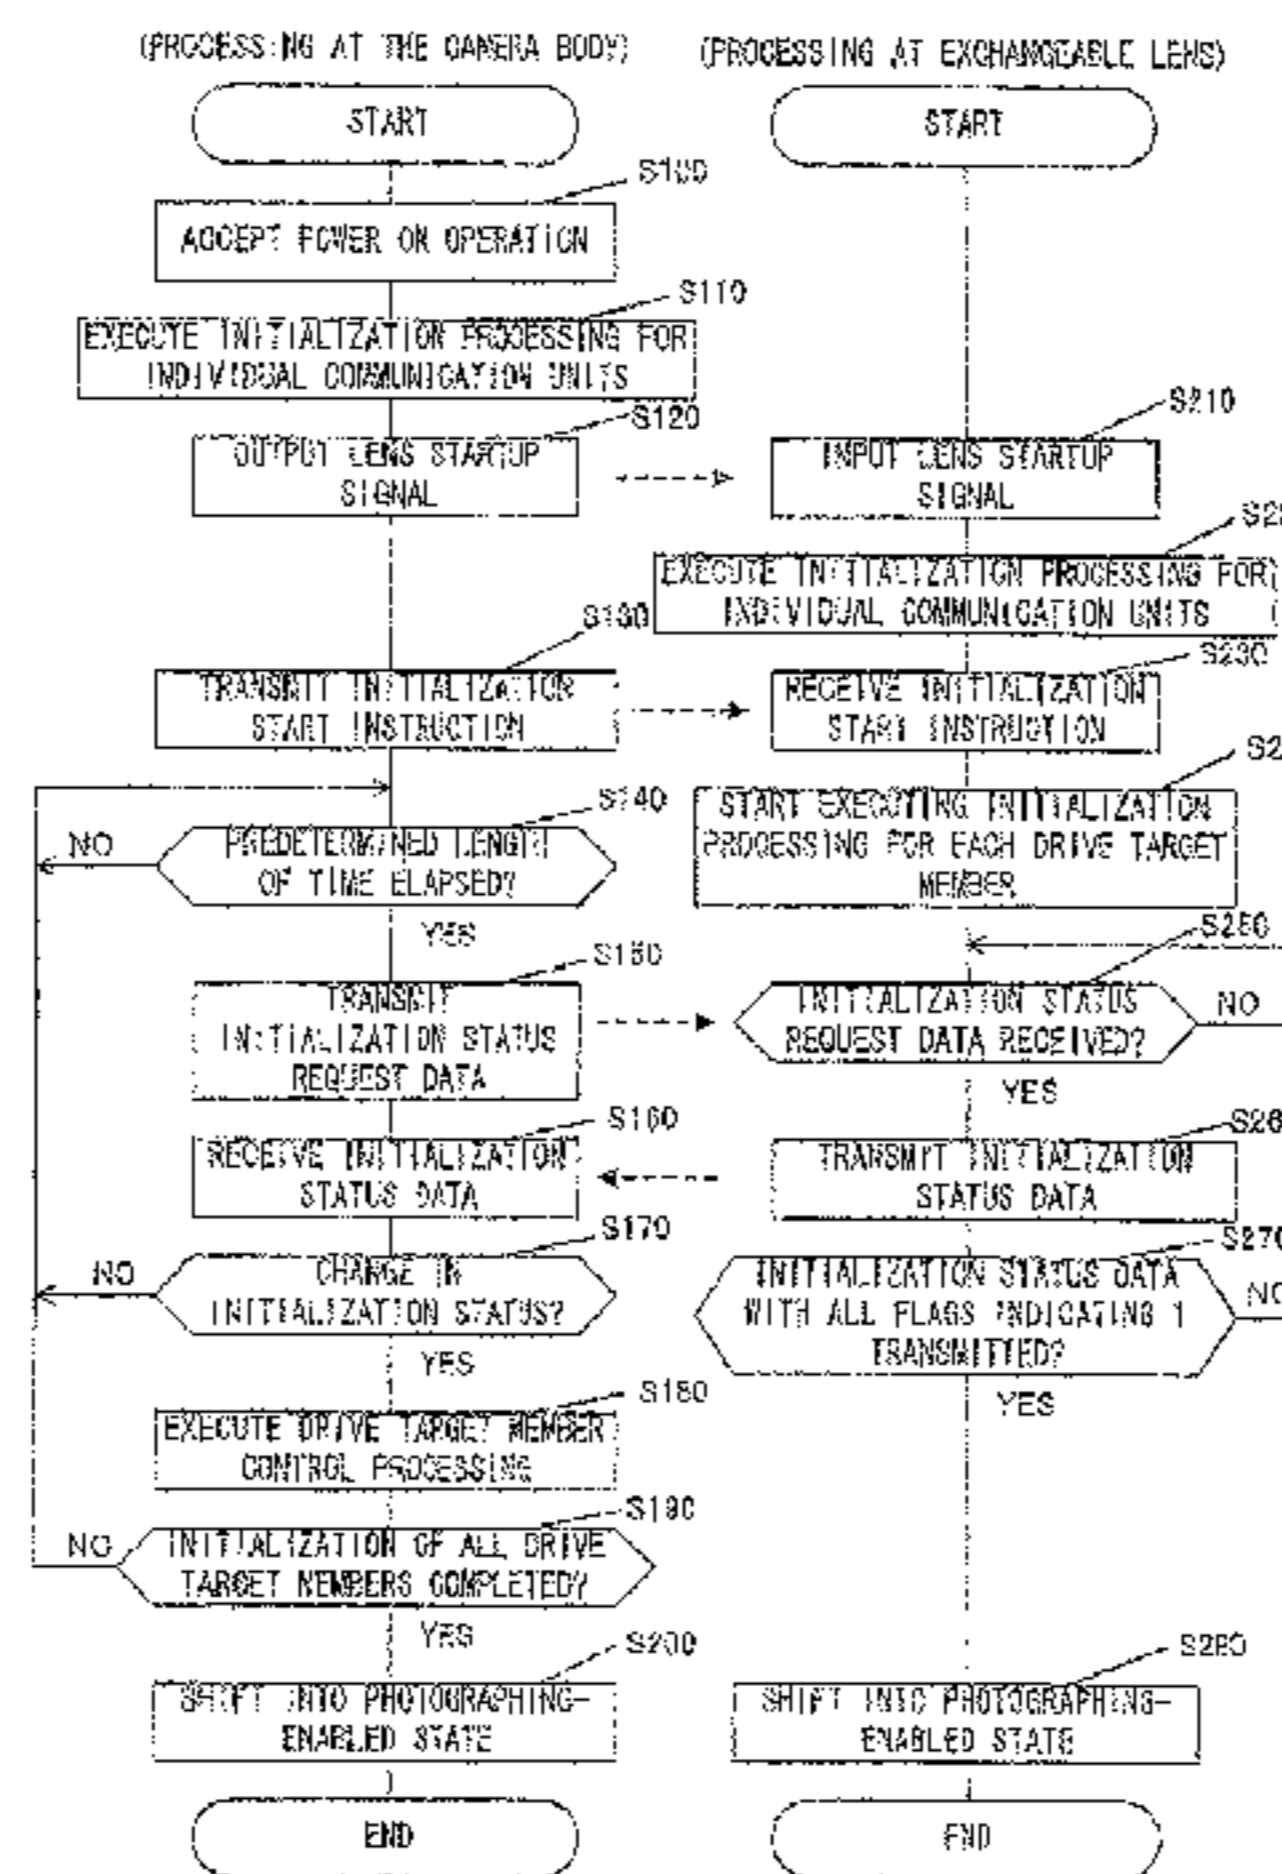 (PROCESSING AT THE CAMERA BODY)
START
S100
ACCEPT POWER ON OPERATION
S110
EXECUTE INITIALIZATION PROCESSING FOR
INDIVIDUAL COMMUNICATION UNITS
S120
OUTPUT LENS STARTUP
SIGNAL
S130
TRANSMIT INITIALIZATION
START INSTRUCTION
S140
PREDETERMINED LENGTH
OF TIME ELAPSED?
NO
YES
TRANSMIT
INITIALIZATION STATUS
REQUEST DATA
S160
RECEIVE INITIALIZATION
STATUS DATA
S170
CHANGE IN
INITIALIZATION STATUS?
NO
YES
S180
EXECUTE DRIVE TARGET MEMBER
CONTROL PROCESSING
S190
INITIALIZATION OF ALL DRIVE
TARGET MEMBERS COMPLETED?
NO
YES
S200
SHIFT INTO PHOTOGRAPHING-
ENABLED STATE
END
(PROCESSING AT EXCHANGEABLE LENS)
START
S210
INPUT LENS STARTUP
SIGNAL
EXECUTE INITIALIZATION PROCESSING FOR
INDIVIDUAL COMMUNICATION UNITS
S230
RECEIVE INITIALIZATION
START INSTRUCTION
START EXECUTING INITIALIZATION
PROCESSING FOR EACH DRIVE TARGET
MEMBER
S250
INITIALIZATION STATUS
REQUEST DATA RECEIVED?
NO
YES
S26
TRANSMIT INITIALIZATION
STATUS DATA
S270
INITIALIZATION STATUS DATA
WITH ALL FLAGS INDICATING 1
TRANSMITTED?
NO
YES
S280
SHIFT INTO PHOTOGRAPHING-
ENABLED STATE
END